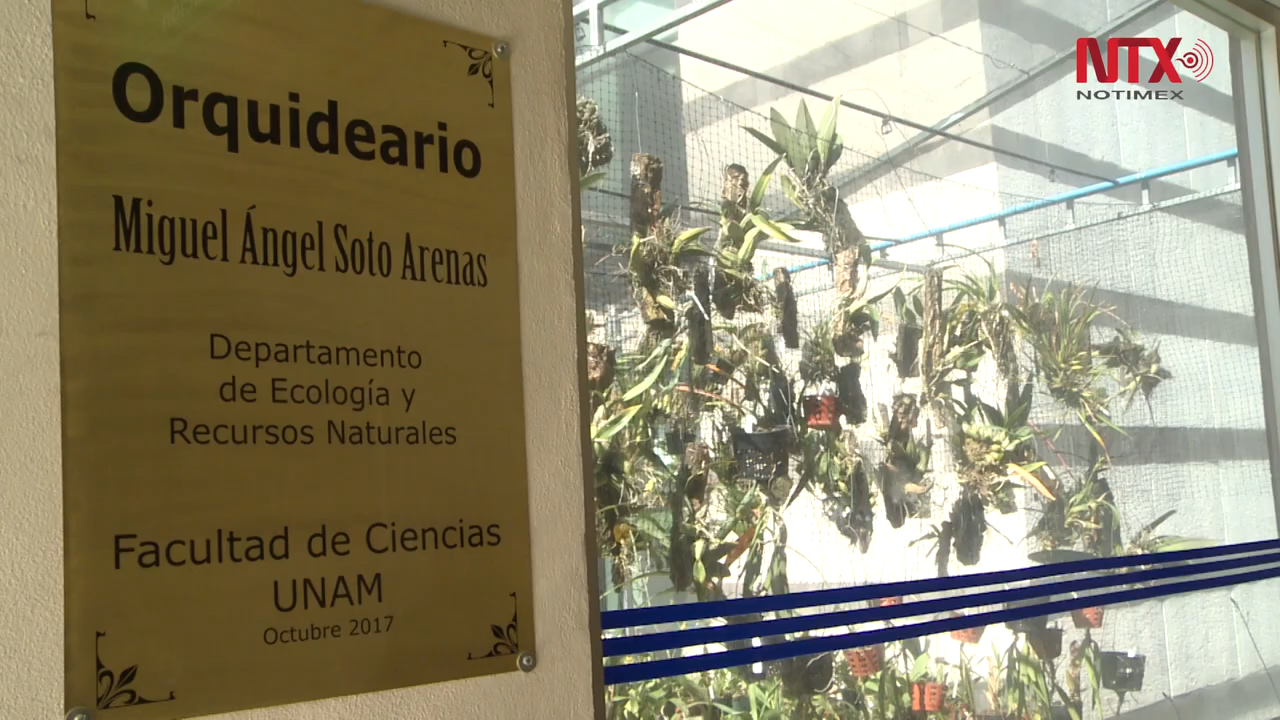 Orquideario
Miguel Ángel Soto Arenas
Departamento
de Ecología y
Recursos Naturales
Facultad de Ciencias
UNAM
Octubre 2017
NTX
NOTIMEX